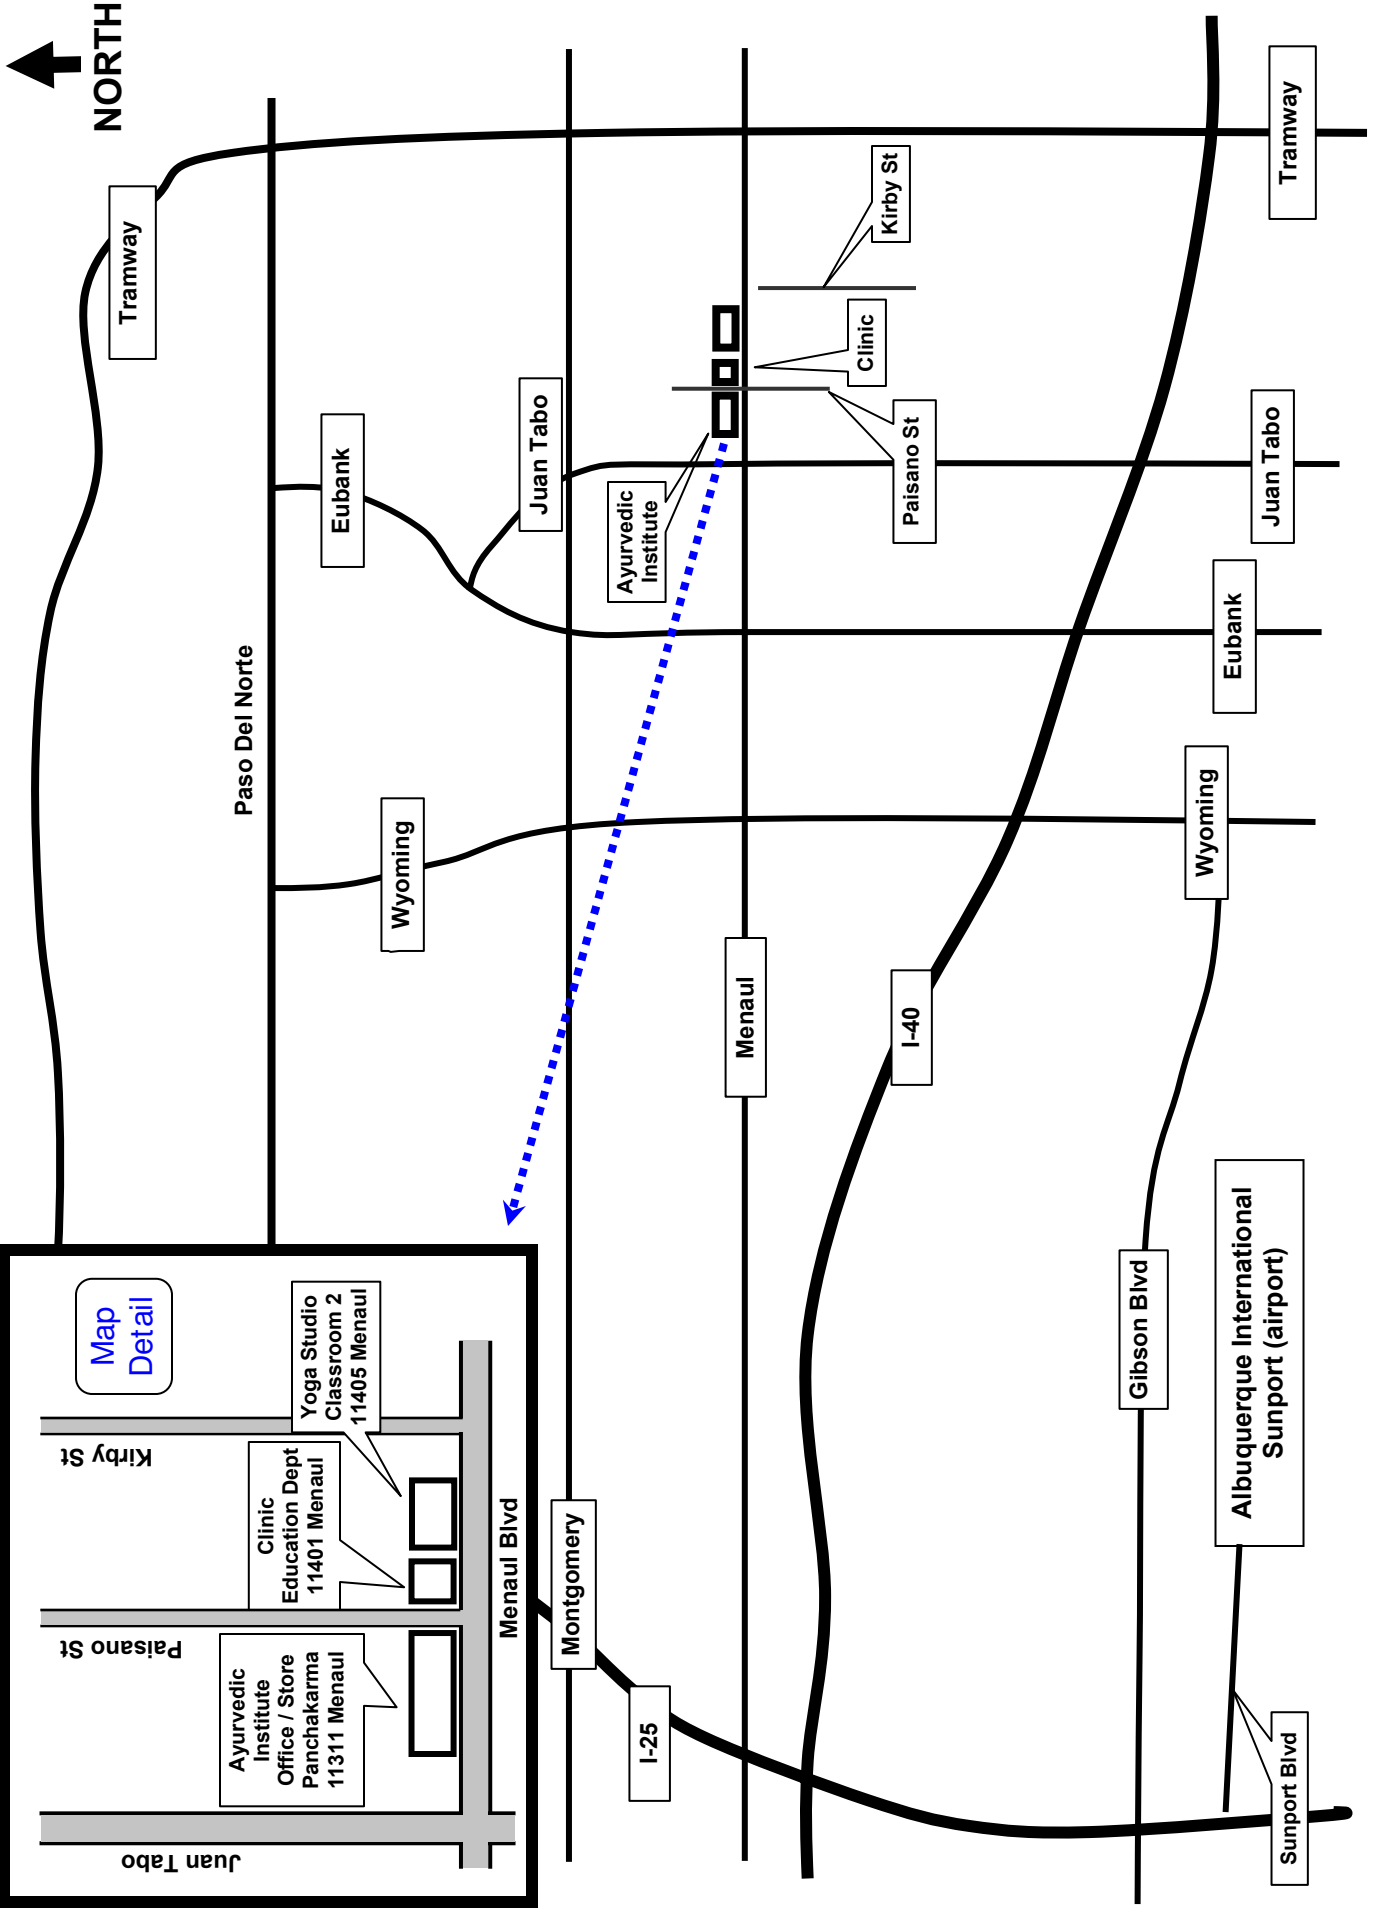 NORTH
Tramway
Paso Del Norte
Eubank
Juan Tabo
Wyoming
Ayurvedic
Institute
Kirby St
Clinic
Paisano St
Menaul
I-40
Montgomery
I-25
Tramway
Juan Tabo
Eubank
Wyoming
Gibson Blvd
Albuquerque International
Sunport (airport)
Sunport Blvd
Map
Detail
Juan Tabo
Paisano St
Kirby St
Ayurvedic
Institute
Office / Store
Panchakarma
11311 Menaul
Clinic
Education Dept
11401 Menaul
Yoga Studio
Classroom 2
11405 Menaul
Menaul Blvd